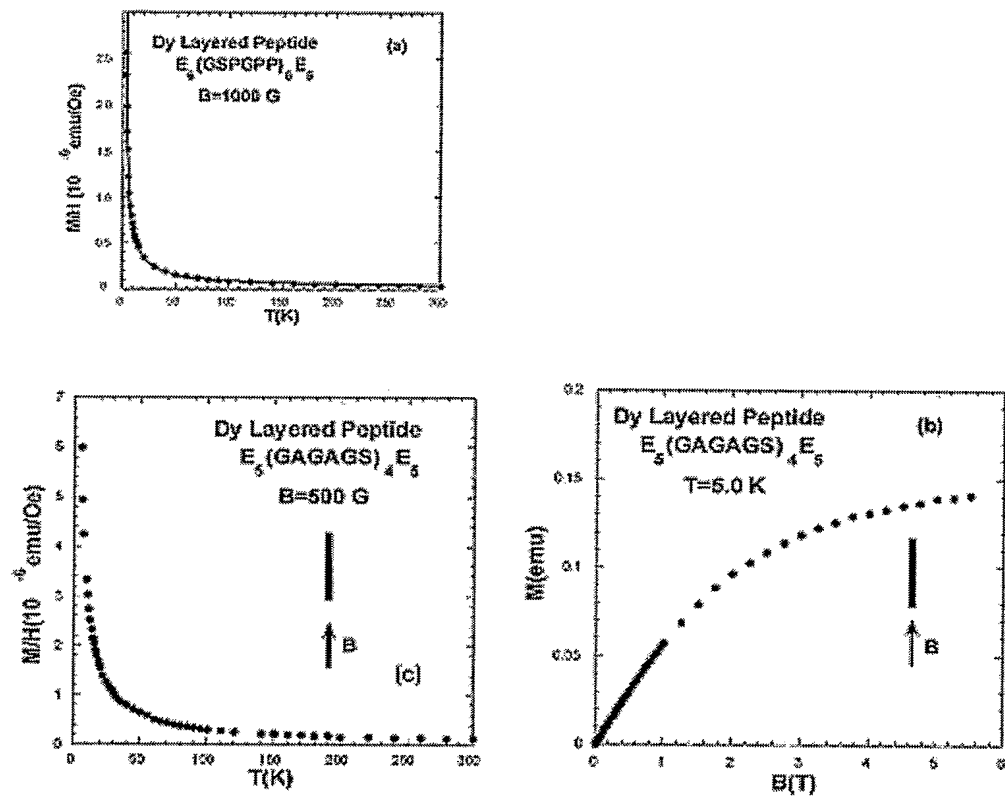 Dy Layered Peptide
(a)
E5(GSPGPP)6E5
B=1000 G
M/H (10 -6 emu/Oe)
0
50
100
150
200
250
300
T(K)
Dy Layered Peptide
E5(GAGAGS)4E5
B=500 G
B
(c)
M/H(10 -6 emu/Oe)
7
6
5
4
3
2
1
0
0
50
100
150
200
250
300
T(K)
Dy Layered Peptide
(b)
E5(GAGAGS)4E5
T=5.0 K
B
M(emu)
0.2
0.15
0.1
0.05
0
0
1
2
3
4
5
6
B(T)